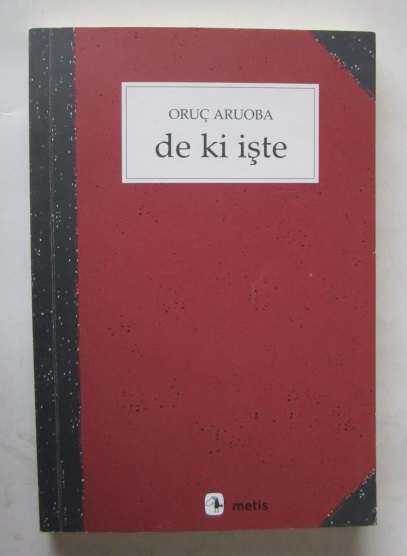 ORUÇ ARUOBA
de ki işte
metis